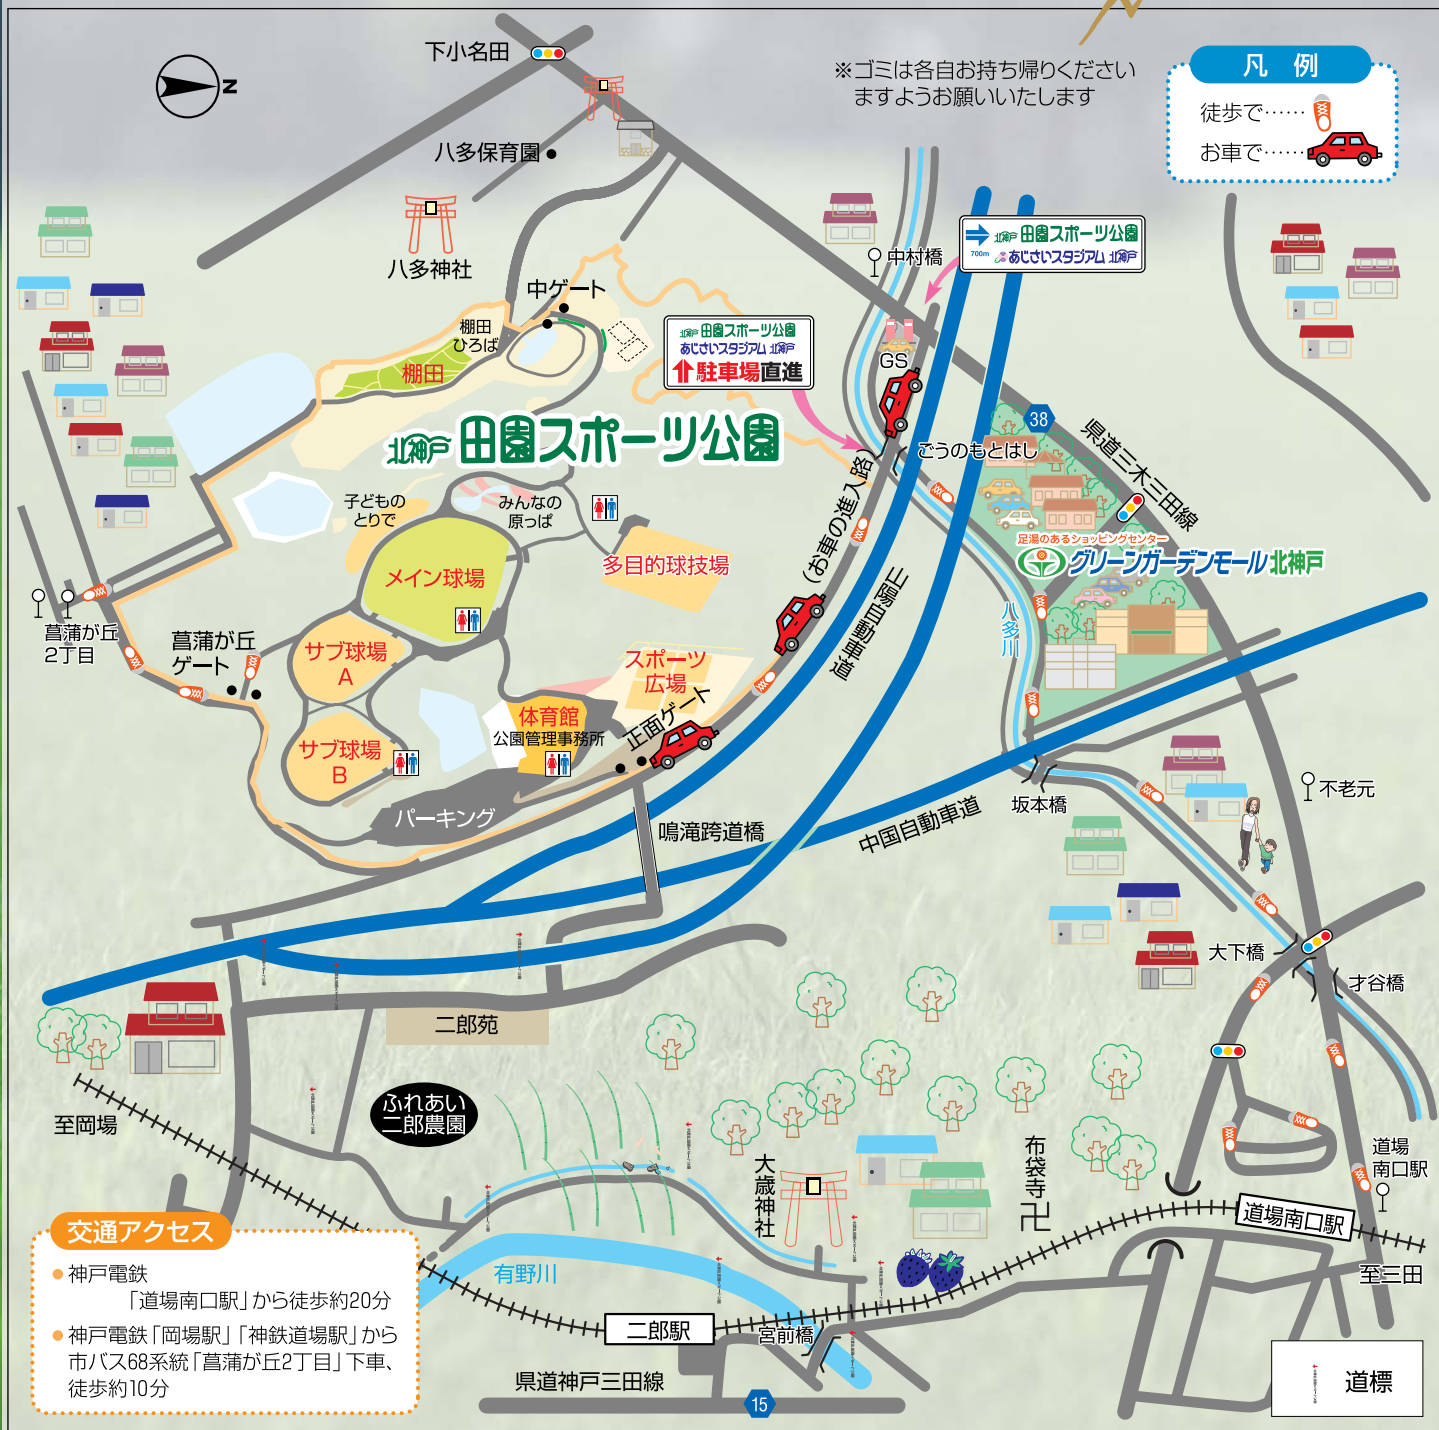 下小名田
N
※ゴミは各自お持ち帰りください
ますようお願いいたします
凡 例
徒歩で……
お車で……
八多保育園
八多神社
中村橋
北神戸 田園スポーツ公園
700m あじさいスタジアム 北神戸
中ゲート
棚田
ひろば
棚田
北神戸 田園スポーツ公園
あじさいスタジアム 北神戸
駐車場直進
GS
38
県道三木三田線
北神戸 田園スポーツ公園
ごうのもとはし
子どもの
とりで
みんなの
原っぱ
(お車の進入路)
足湯のあるショッピングセンター
グリーンガーデンモール北神戸
メイン球場
多目的球技場
山陽自動車道
八多川
菖蒲が丘
2丁目
菖蒲が丘
ゲート
サブ球場
A
スポーツ
広場
体育館
公園管理事務所
正面ゲート
サブ球場
B
パーキング
鳴滝跨道橋
中国自動車道
坂本橋
不老元
大下橋
才谷橋
二郎苑
至岡場
ふれあい
二郎農園
大歳神社
布袋寺
卍
道場
南口駅
道場南口駅
至三田
交通アクセス
神戸電鉄
「道場南口駅」から徒歩約20分
神戸電鉄「岡場駅」「神鉄道場駅」から
市バス68系統「菖蒲が丘2丁目」下車、
徒歩約10分
有野川
二郎駅
宮前橋
県道神戸三田線
15
道標